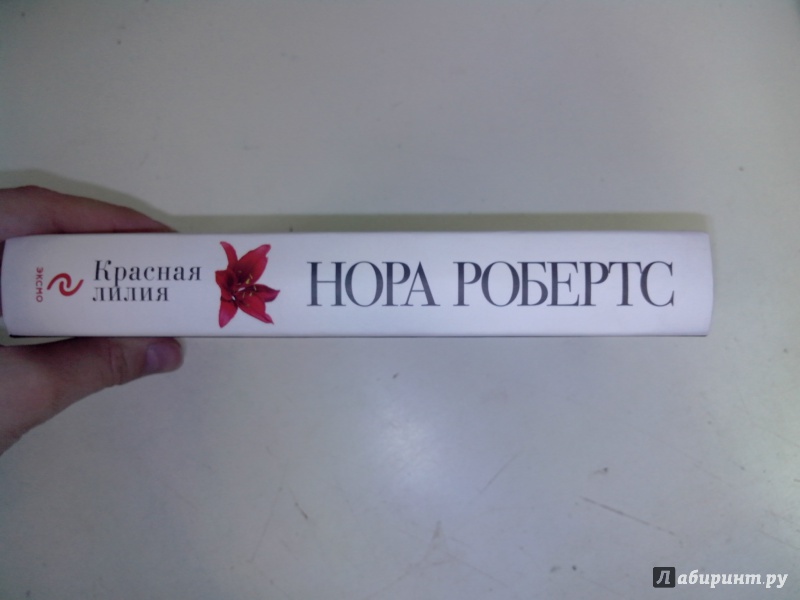 эксмо
Красная
лилия
НОРА РОБЕРТС
Лабиринт.ру